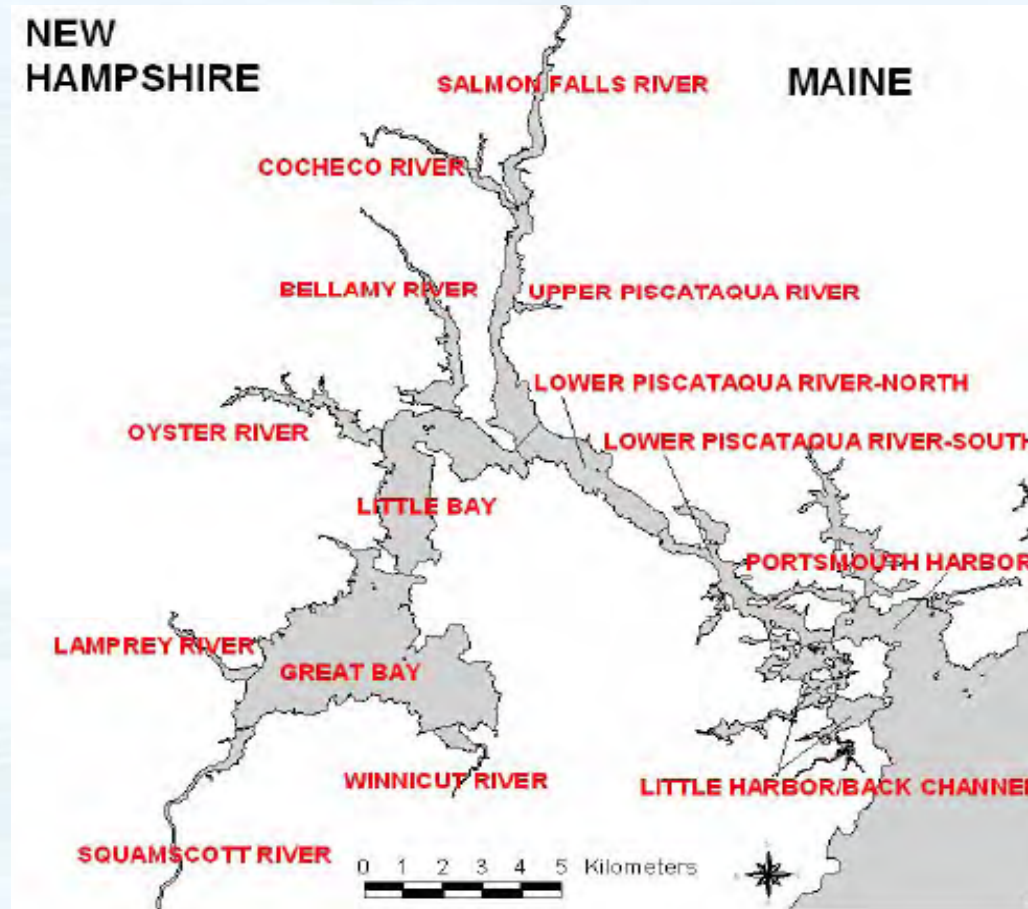 NEW
HAMPSHIRE
MAINE
SALMON FALLS RIVER
COCHECO RIVER
BELLAMY RIVER
UPPER PISCATAQUA RIVER
LOWER PISCATAQUA RIVER-NORTH
OYSTER RIVER
LOWER PISCATAQUA RIVER-SOUTH
LITTLE BAY
PORTSMOUTH HARBOR
LAMPREY RIVER
GREAT BAY
WINNICUT RIVER
LITTLE HARBOR/BACK CHANNEL
SQUAMSCOTT RIVER
0 1 2 3 4 5 Kilometers